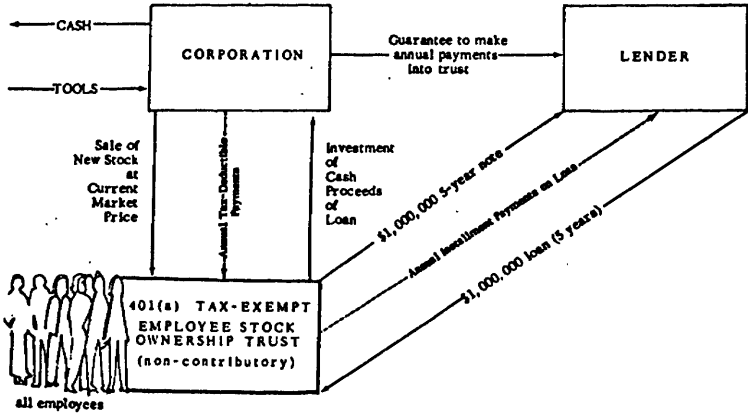 CASH
CORPORATION
Guarantee to make
annual payments
into trust
LENDER
TOOLS
Sale of
New Stock
at
Current
Market
Price
Annual Tax-Deductible
Payments
Investment
of
Cash
Proceeds
of
Loan
$1,000,000 5-year note
Annual Installment Payments on Loan
$1,000,000 loan (5 years)
401(a) TAX-EXEMPT
EMPLOYEE STOCK
OWNERSHIP TRUST
(non-contributory)
all employees